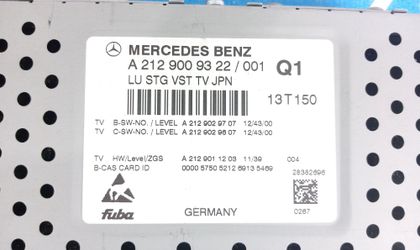 MERCEDES BENZ
A 212 900 93 22 / 001 Q1
LU STG VST TV JPN
13T150
TV B-SW-NO. / LEVEL A 212 902 97 07 12/43/00
TV C-SW-NO. / LEVEL A 212 902 98 07 12/43/00
TV HW/Level/ZGS A 212 901 12 03 11/39 004
B-CAS CARD ID 0000 5750 5212 6913 5469
28382696
fuba GERMANY 0287